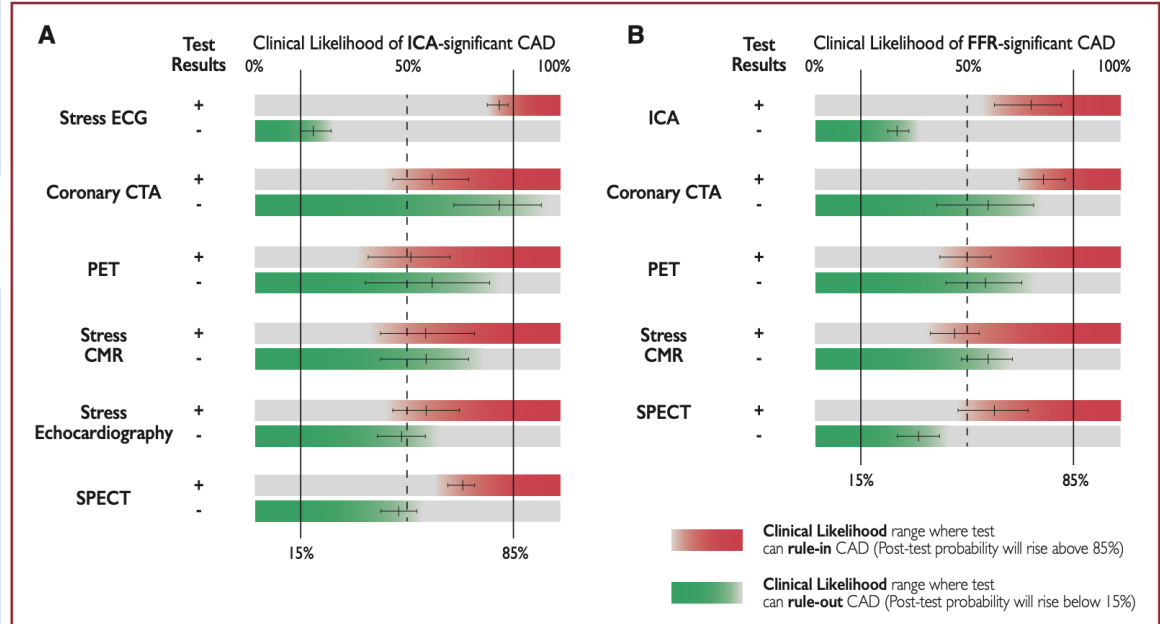 A
Test Results
Clinical Likelihood of ICA-significant CAD
0% 50% 100%
Stress ECG
+
-
Coronary CTA
+
-
PET
+
-
Stress
CMR
+
-
Stress
Echocardiography
+
-
SPECT
+
-
15% 85%
B
Test Results
Clinical Likelihood of FFR-significant CAD
0% 50% 100%
ICA
+
-
Coronary CTA
+
-
PET
+
-
Stress
CMR
+
-
SPECT
+
-
15% 85%
Clinical Likelihood range where test
can rule-in CAD (Post-test probability will rise above 85%)
Clinical Likelihood range where test
can rule-out CAD (Post-test probability will rise below 15%)